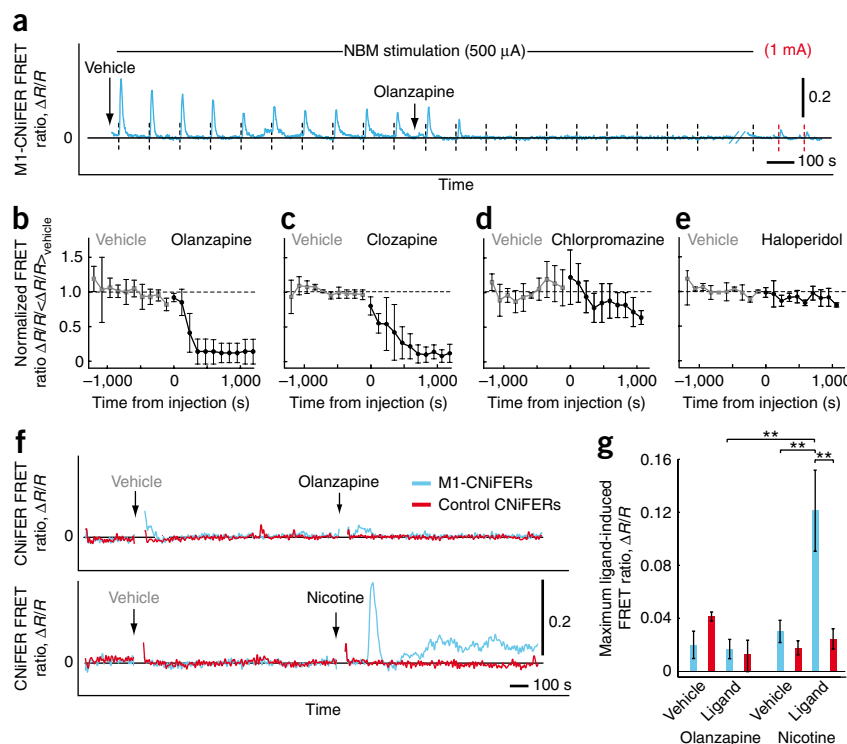 a
M1-CNiFER FRET
ratio, ΔR/R
NBM stimulation (500 μA)
(1 mA)
Vehicle
Olanzapine
0.2
0
100 s
Time
b
c
d
e
Normalized FRET
ratio ΔR/R/<ΔR/R>vehicle
Vehicle Olanzapine
Vehicle Clozapine
Vehicle Chlorpromazine
Vehicle Haloperidol
1.5
1.0
0.5
0
–1,000 0 1,000
–1,000 0 1,000
–1,000 0 1,000
–1,000 0 1,000
Time from injection (s)
Time from injection (s)
Time from injection (s)
Time from injection (s)
f
CNiFER FRET
ratio, ΔR/R
Vehicle
Olanzapine
M1-CNiFERs
Control CNiFERs
0
CNiFER FRET
ratio, ΔR/R
Vehicle
Nicotine
0.2
0
100 s
Time
g
Maximum ligand-induced
FRET ratio, ΔR/R
**
**
**
0.16
0.12
0.08
0.04
0
Vehicle
Ligand
Vehicle
Ligand
Olanzapine Nicotine